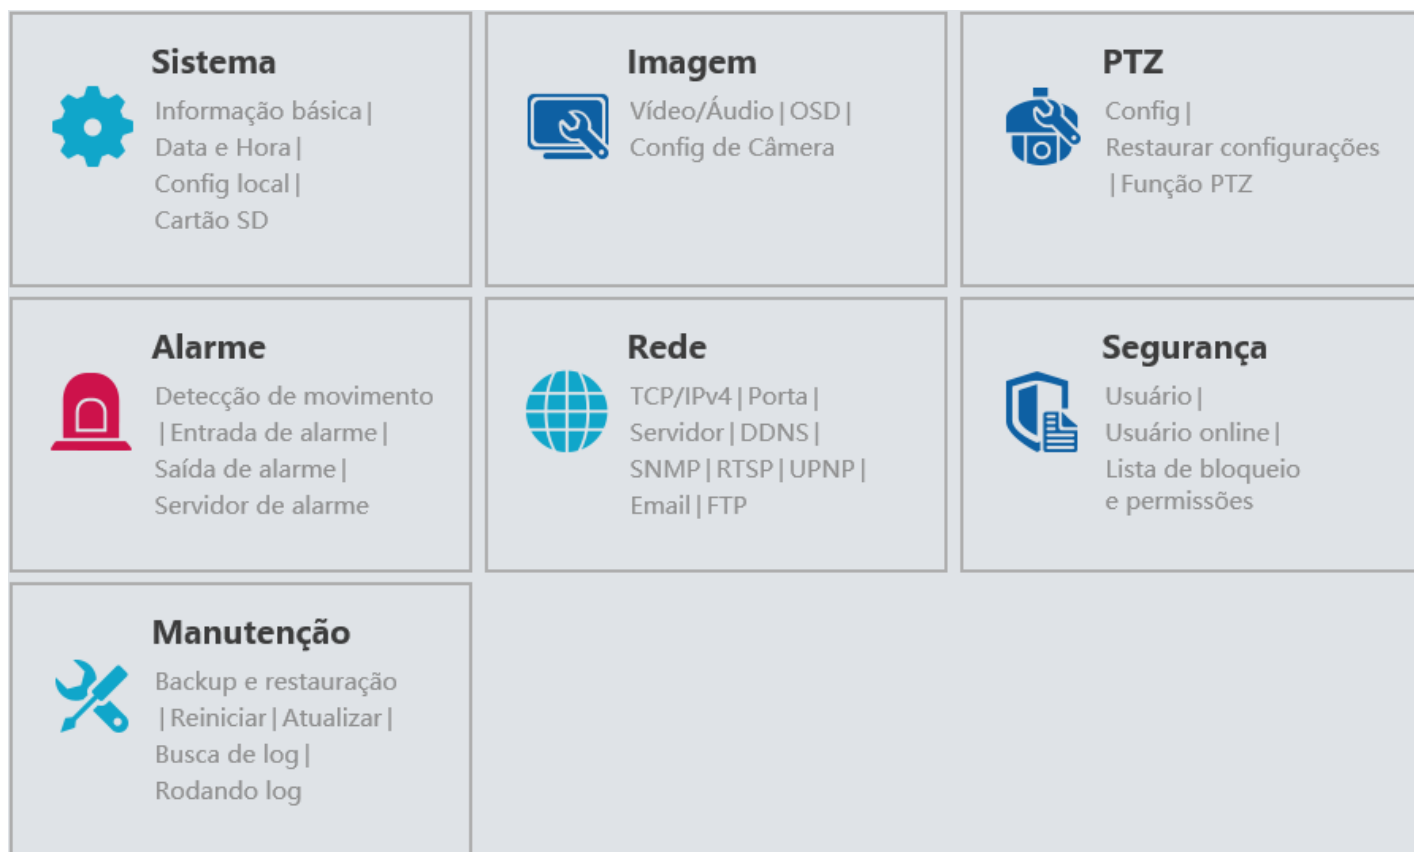 Sistema
Informação básica|
Data e Hora|
Config local|
Cartão SD
Imagem
Vídeo/Áudio|OSD|
Config de Câmera
PTZ
Config|
Restaurar configurações
|Função PTZ
Alarme
Detecção de movimento
|Entrada de alarme|
Saída de alarme|
Servidor de alarme
Rede
TCP/IPv4|Porta|
Servidor|DDNS|
SNMP|RTSP|UPNP|
Email|FTP
Segurança
Usuário|
Usuário online|
Lista de bloqueio
e permissões
Manutenção
Backup e restauração
|Reiniciar|Atualizar|
Busca de log|
Rodando log